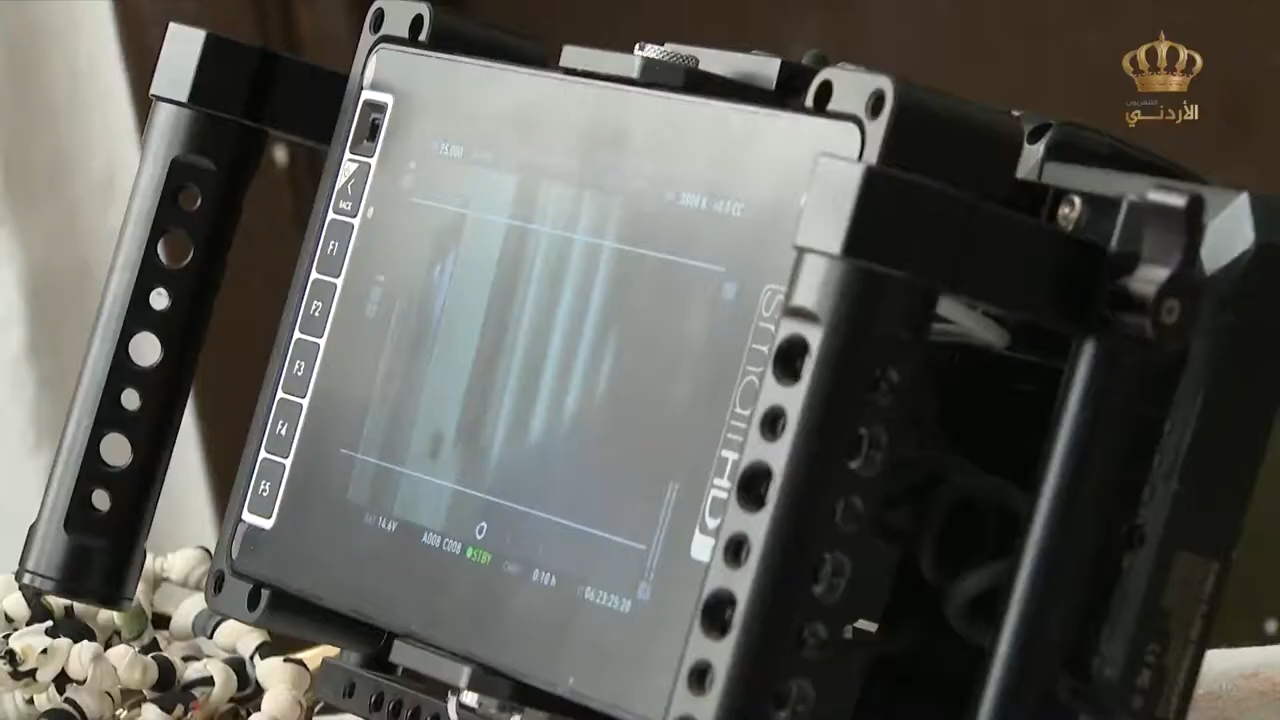 التلفزيون
الأردني
25.000
BACK
F1
F2
F3
F4
F5
smallHD
14.6V
A008 C008
STBY
0:10 h
06:23:25:20